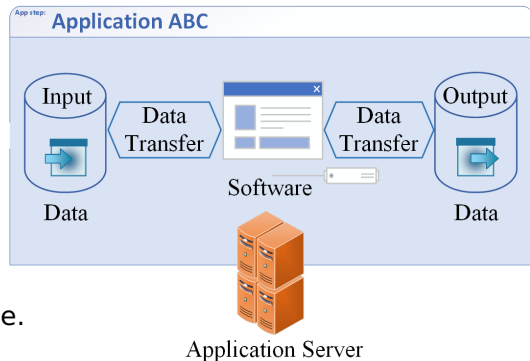 App step:
Application ABC
Input
Data
Transfer
Data
Transfer
Output
Software
Data
Data
e.
Application Server